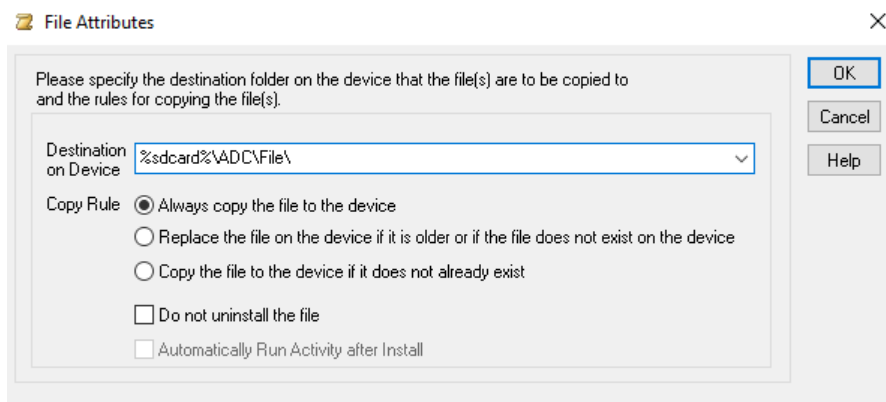 File Attributes
Please specify the destination folder on the device that the file(s) are to be copied to
and the rules for copying the file(s).
OK
Cancel
Help
Destination
on Device
%sdcard%\ADC\File\
Copy Rule
Always copy the file to the device
Replace the file on the device if it is older or if the file does not exist on the device
Copy the file to the device if it does not already exist
Do not uninstall the file
Automatically Run Activity after Install